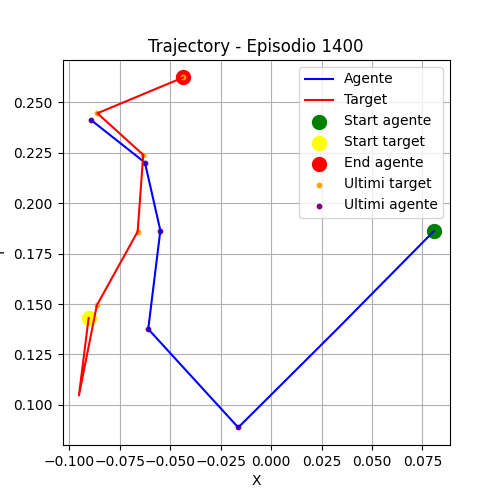 Trajectory - Episodio 1400
Agente
Target
Start agente
Start target
End agente
Ultimi target
Ultimi agente
0.250
0.225
0.200
0.175
0.150
0.125
0.100
−0.100
−0.075
−0.050
−0.025
0.000
0.025
0.050
0.075
X